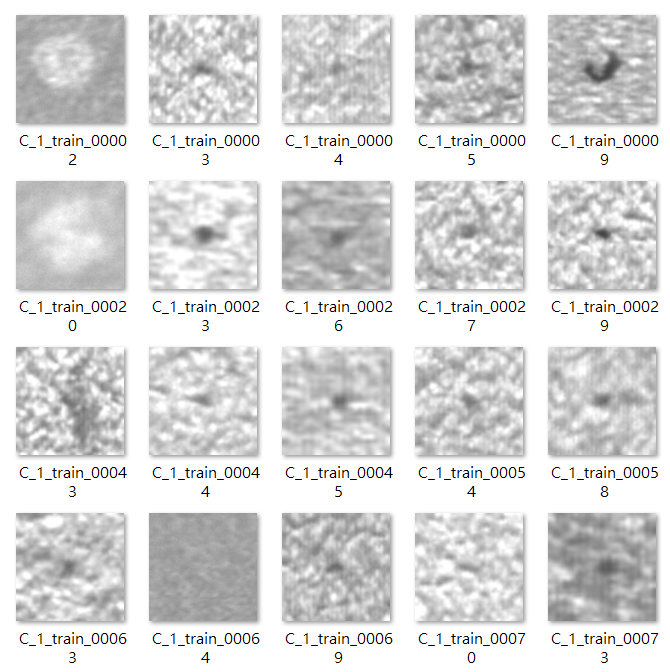 C_1_train_0000
2
C_1_train_0000
3
C_1_train_0000
4
C_1_train_0000
5
C_1_train_0000
9
C_1_train_0002
0
C_1_train_0002
3
C_1_train_0002
6
C_1_train_0002
7
C_1_train_0002
9
C_1_train_0004
3
C_1_train_0004
4
C_1_train_0004
5
C_1_train_0005
4
C_1_train_0005
8
C_1_train_0006
3
C_1_train_0006
4
C_1_train_0006
9
C_1_train_0007
0
C_1_train_0007
3